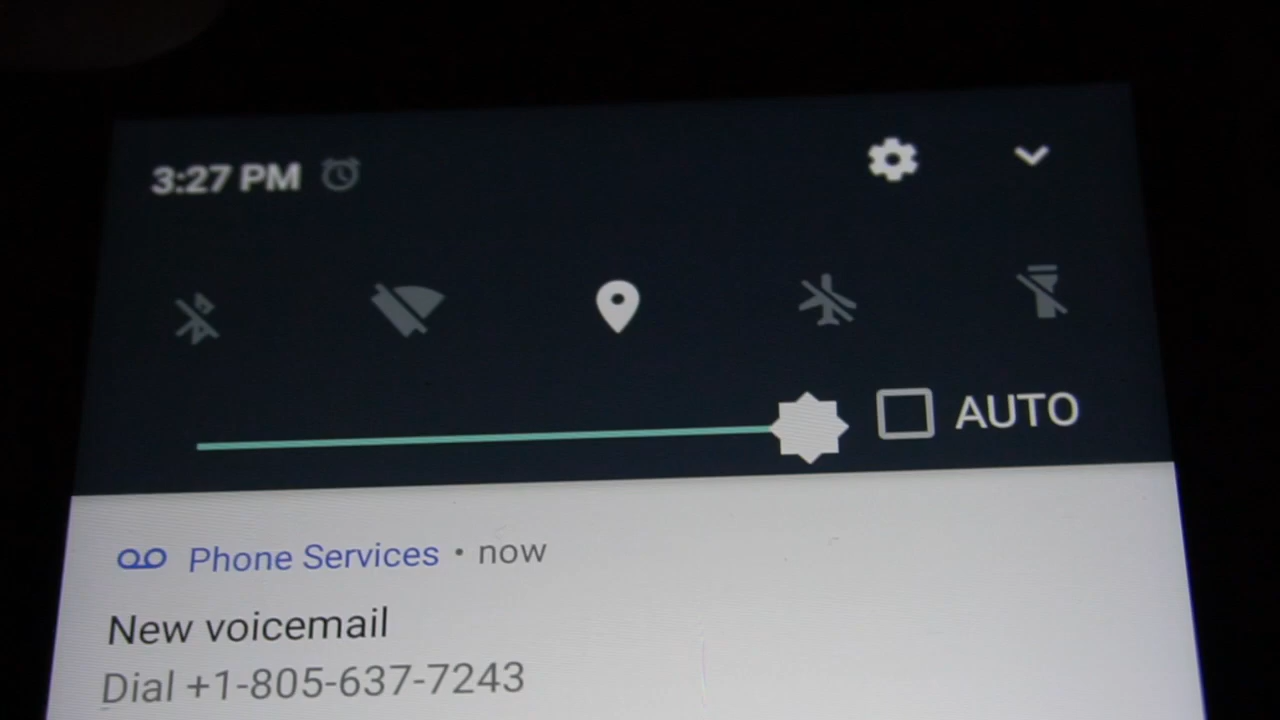 3:27 PM
AUTO
Phone Services • now
New voicemail
Dial +1-805-637-7243